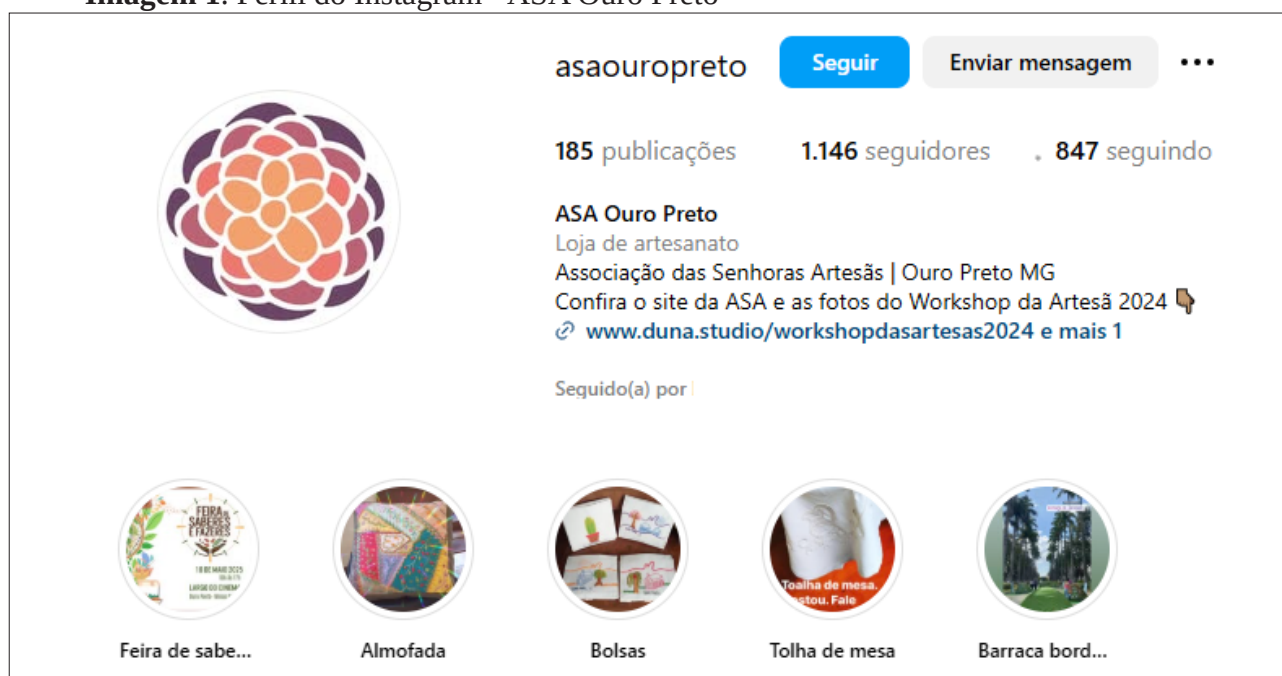 Imagem 1: Perfil do Instagram - ASA Ouro Preto
asaouropreto Seguir Enviar mensagem •••
185 publicações 1.146 seguidores 847 seguindo
ASA Ouro Preto
Loja de artesanato
Associação das Senhoras Artesãs | Ouro Preto MG
Confira o site da ASA e as fotos do Workshop da Artesã 2024 👇🏽
www.duna.studio/workshopdasartesas2024 e mais 1
Seguido(a) por
FEIRA DE
SABERES
E FAZERES
18 DE MAIO 2025
LARGO DO CINEMA
Toalha de mesa.
stou. Fale
Feira de sabe... Almofada Bolsas Tolha de mesa Barraca bord...